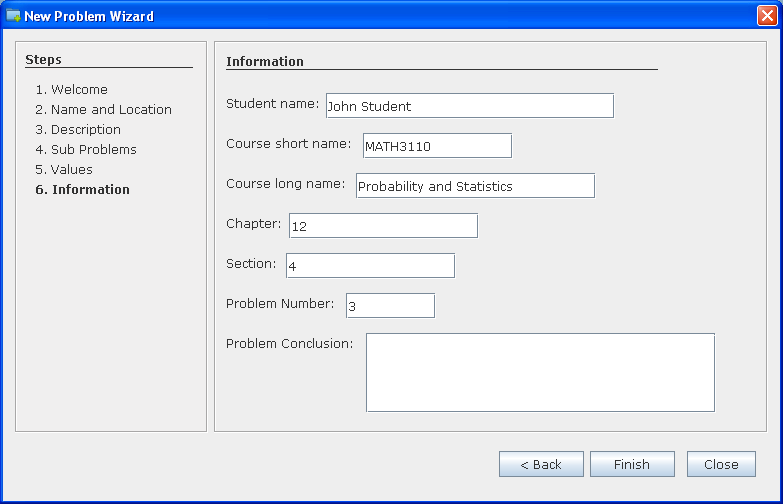 New Problem Wizard
Steps
1. Welcome
2. Name and Location
3. Description
4. Sub Problems
5. Values
6. Information
Information
Student name: John Student
Course short name: MATH3110
Course long name: Probability and Statistics
Chapter: 12
Section: 4
Problem Number: 3
Problem Conclusion:
< Back Finish Close